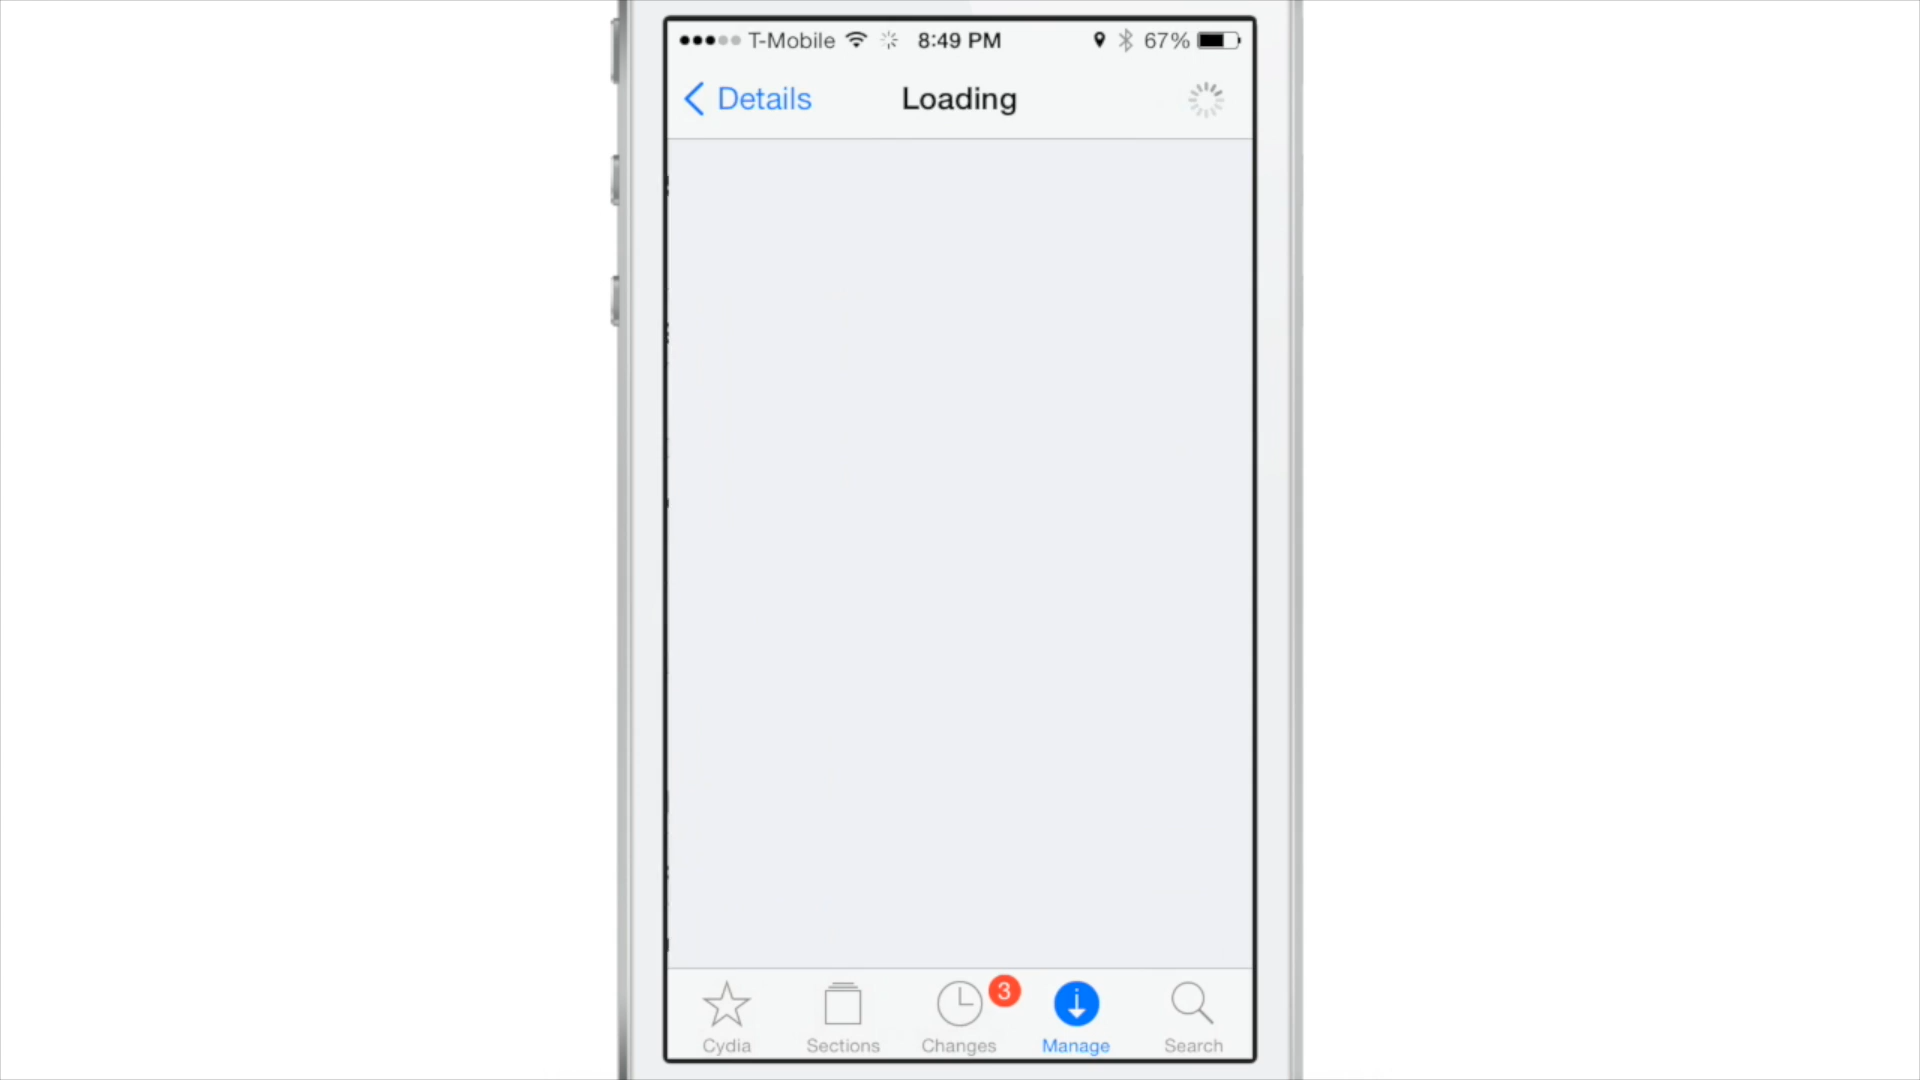 T-Mobile 8:49 PM 67%
Details Loading
3
Cydia Sections Changes Manage Search